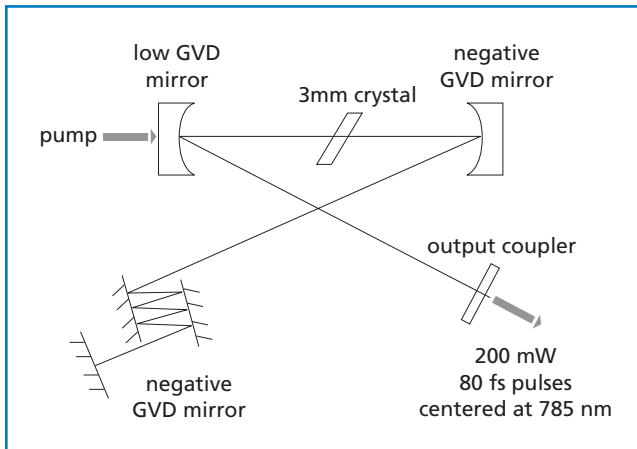 low GVD
mirror
negative
GVD mirror
3mm crystal
pump
output coupler
200 mW
80 fs pulses
centered at 785 nm
negative
GVD mirror